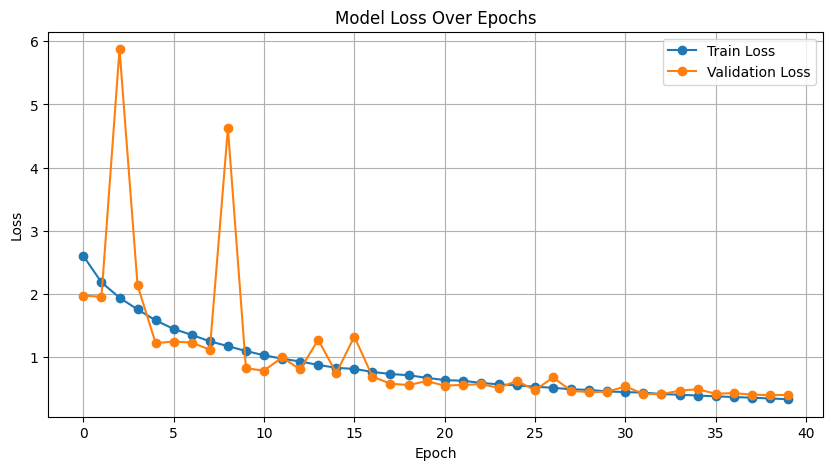 Model Loss Over Epochs
Train Loss
Validation Loss
6
5
4
3
2
1
Loss
0 5 10 15 20 25 30 35 40
Epoch